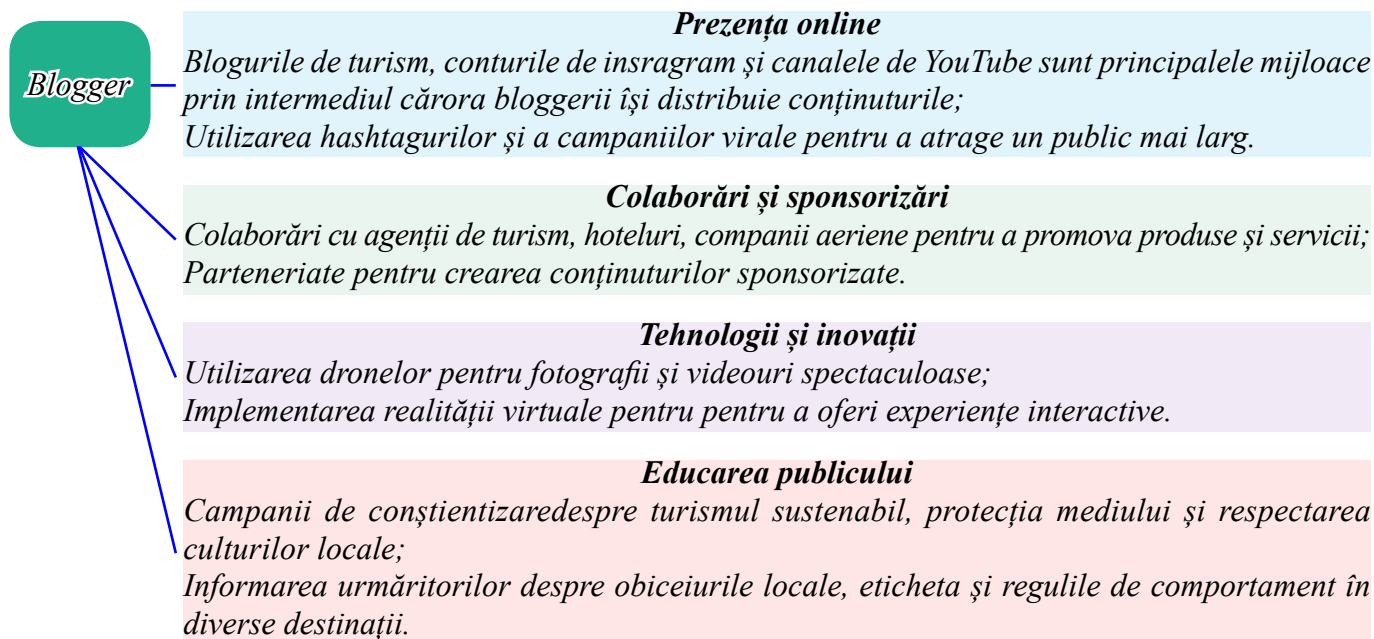 Blogger
Prezența online
Blogurile de turism, conturile de insragram și canalele de YouTube sunt principalele mijloace
prin intermediul cărora bloggerii își distribuie conținuturile;
Utilizarea hashtagurilor și a campaniilor virale pentru a atrage un public mai larg.
Colaborări și sponsorizări
Colaborări cu agenții de turism, hoteluri, companii aeriene pentru a promova produse și servicii;
Parteneriate pentru crearea conținuturilor sponsorizate.
Tehnologii și inovații
Utilizarea dronelor pentru fotografii și videouri spectaculoase;
Implementarea realității virtuale pentru pentru a oferi experiențe interactive.
Educarea publicului
Campanii de conștientizaredespre turismul sustenabil, protecția mediului și respectarea
culturilor locale;
Informarea urmăritorilor despre obiceiurile locale, eticheta și regulile de comportament în
diverse destinații.